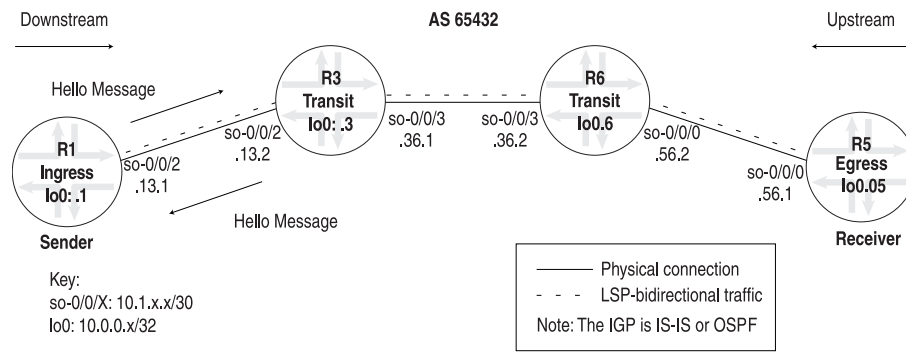 Downstream
AS 65432
Upstream
Hello Message
R3
Transit
lo0: .3
R6
Transit
lo0.6
R1
Ingress
lo0: .1
so-0/0/2
.13.1
so-0/0/2
.13.2
so-0/0/3
.36.1
so-0/0/3
.36.2
so-0/0/0
.56.2
so-0/0/0
.56.1
R5
Egress
lo0.05
Hello Message
Sender
Receiver
Key:
so-0/0/X: 10.1.x.x/30
lo0: 10.0.0.x/32
Physical connection
LSP-bidirectional traffic
Note: The IGP is IS-IS or OSPF